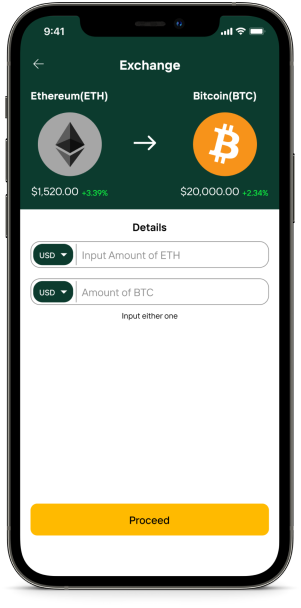 9:41
Exchange
Ethereum(ETH)
Bitcoin(BTC)
$1,520.00 +3.39%
$20,000.00 +2.34%
Details
USD Input Amount of ETH
USD Amount of BTC
Input either one
Proceed